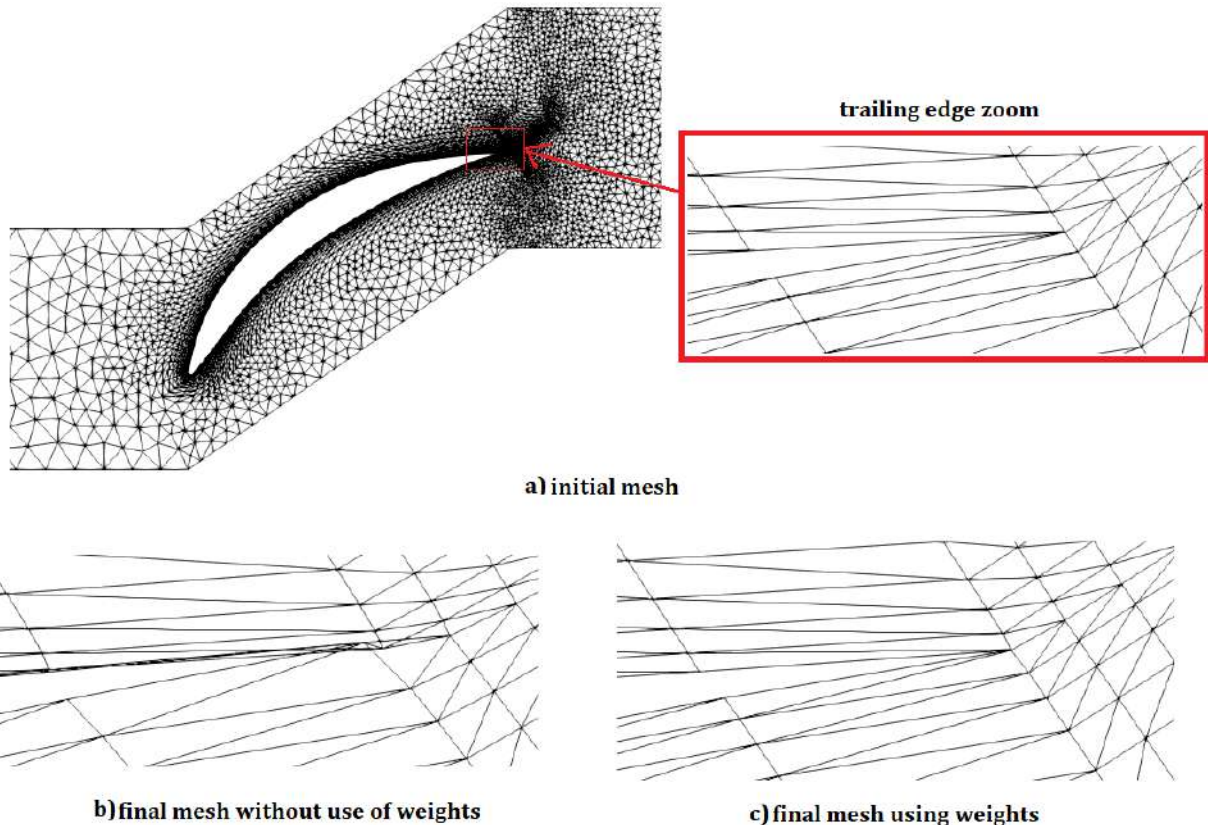 trailing edge zoom
a) initial mesh
b) final mesh without use of weights
c) final mesh using weights